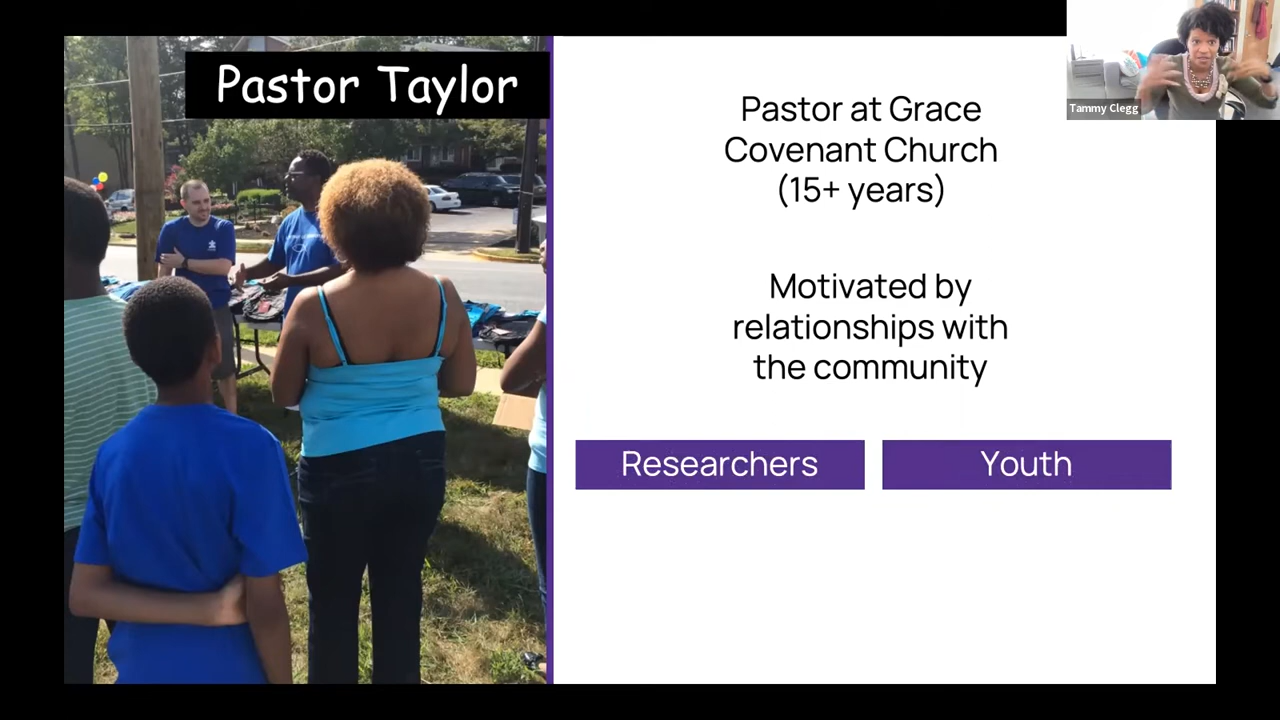 Pastor Taylor
Pastor at Grace
Covenant Church
(15+ years)
Motivated by
relationships with
the community
Researchers
Youth
Tammy Clegg